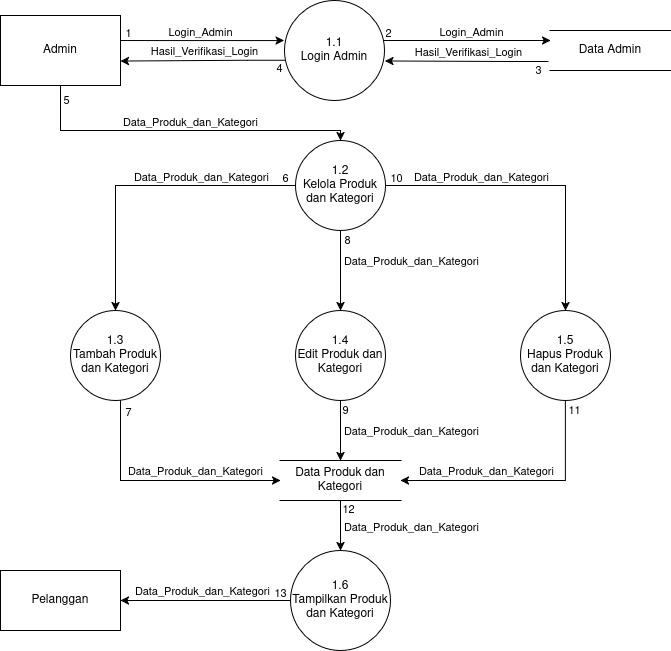 1
Login_Admin
Hasil_Verifikasi_Login
4
Admin
1.1
Login Admin
2
Login_Admin
Hasil_Verifikasi_Login
3
Data Admin
5
Data_Produk_dan_Kategori
1.2
Kelola Produk
dan Kategori
6
Data_Produk_dan_Kategori
10
Data_Produk_dan_Kategori
8
Data_Produk_dan_Kategori
1.3
Tambah Produk
dan Kategori
1.4
Edit Produk dan
Kategori
1.5
Hapus Produk
dan Kategori
7
Data_Produk_dan_Kategori
9
Data_Produk_dan_Kategori
11
Data_Produk_dan_Kategori
Data Produk dan
Kategori
12
Data_Produk_dan_Kategori
1.6
Tampilkan Produk
dan Kategori
13
Data_Produk_dan_Kategori
Pelanggan